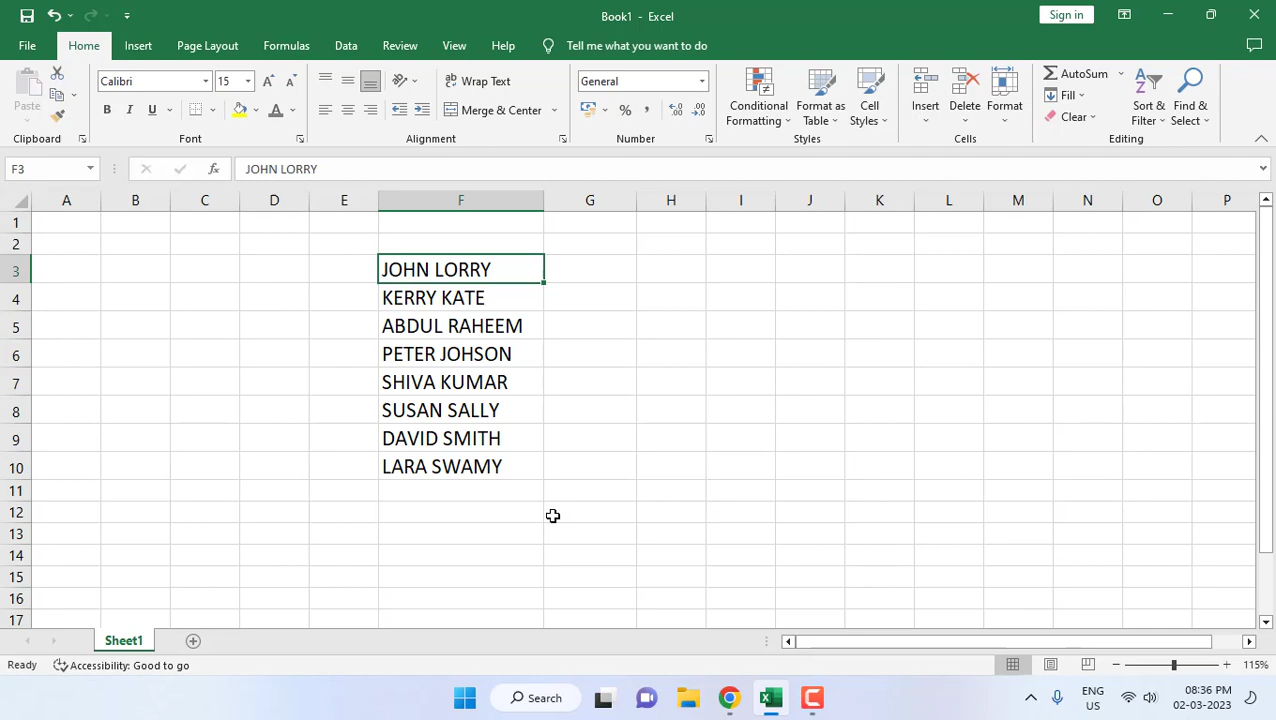 Book1 - Excel
Sign in
File Home Insert Page Layout Formulas Data Review View Help Tell me what you want to do
Paste
Calibri 15
B I U
Wrap Text
Merge & Center
General
Conditional Formatting
Format as Table
Cell Styles
Insert
Delete
Format
AutoSum
Fill
Clear
Sort & Filter
Find & Select
Clipboard Font Alignment Number Styles Cells Editing
F3 fx JOHN LORRY
A B C D E F G H I J K L M N O P
1
2
3 JOHN LORRY
4 KERRY KATE
5 ABDUL RAHEEM
6 PETER JOHSON
7 SHIVA KUMAR
8 SUSAN SALLY
9 DAVID SMITH
10 LARA SWAMY
11
12
13
14
15
16
17
Sheet1
Ready Accessibility: Good to go 115%
Search
ENG US
08:36 PM
02-03-2023